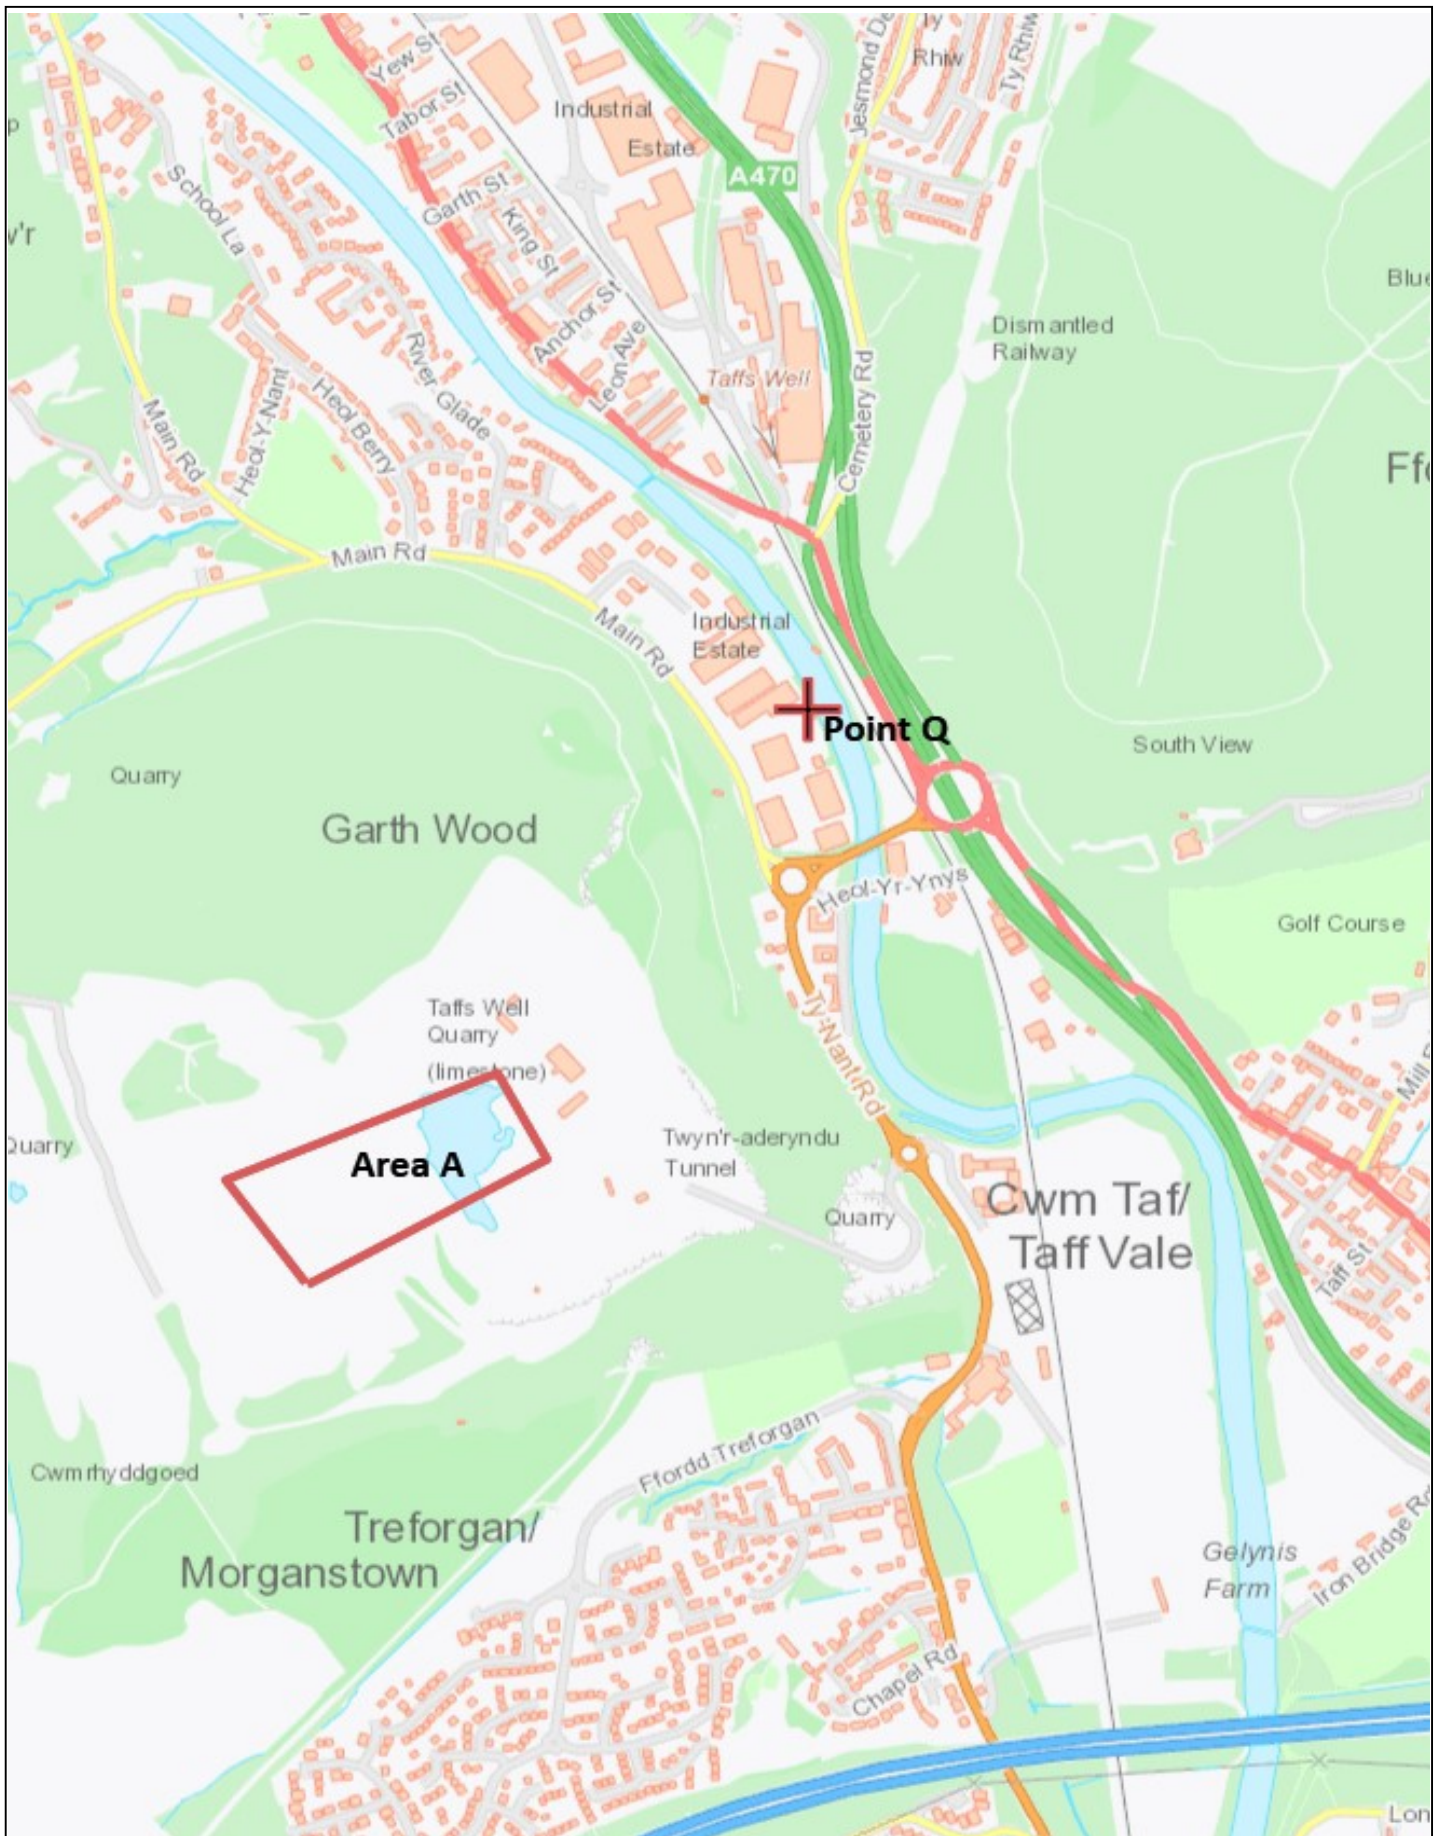 Yew St
Tabor St
Industrial
Estate
A470
Jesmond De
Ty
Rhiw
Ty Rhiw
School La
Garth St
King St
Anchor St
Leon Ave
Taffs Well
Cemetery Rd
Dismantled
Railway
Blue
Main Rd
Heol-Y-Nant
Heol Berry
River Glade
Main Rd
Main Rd
Industrial
Estate
Point Q
South View
Quarry
Garth Wood
Heol-Yr-Ynys
Golf Course
Taffs Well
Quarry
(limestone)
Ty-Nant Rd
Area A
Quarry
Twyn'r-aderyndu
Tunnel
Quarry
Cwm Taf/
Taff Vale
Taff St
Ffordd Treforgan
Cwmrhyddgoed
Treforgan/
Morganstown
Gelynis
Farm
Iron Bridge Rd
Chapel Rd
Lon